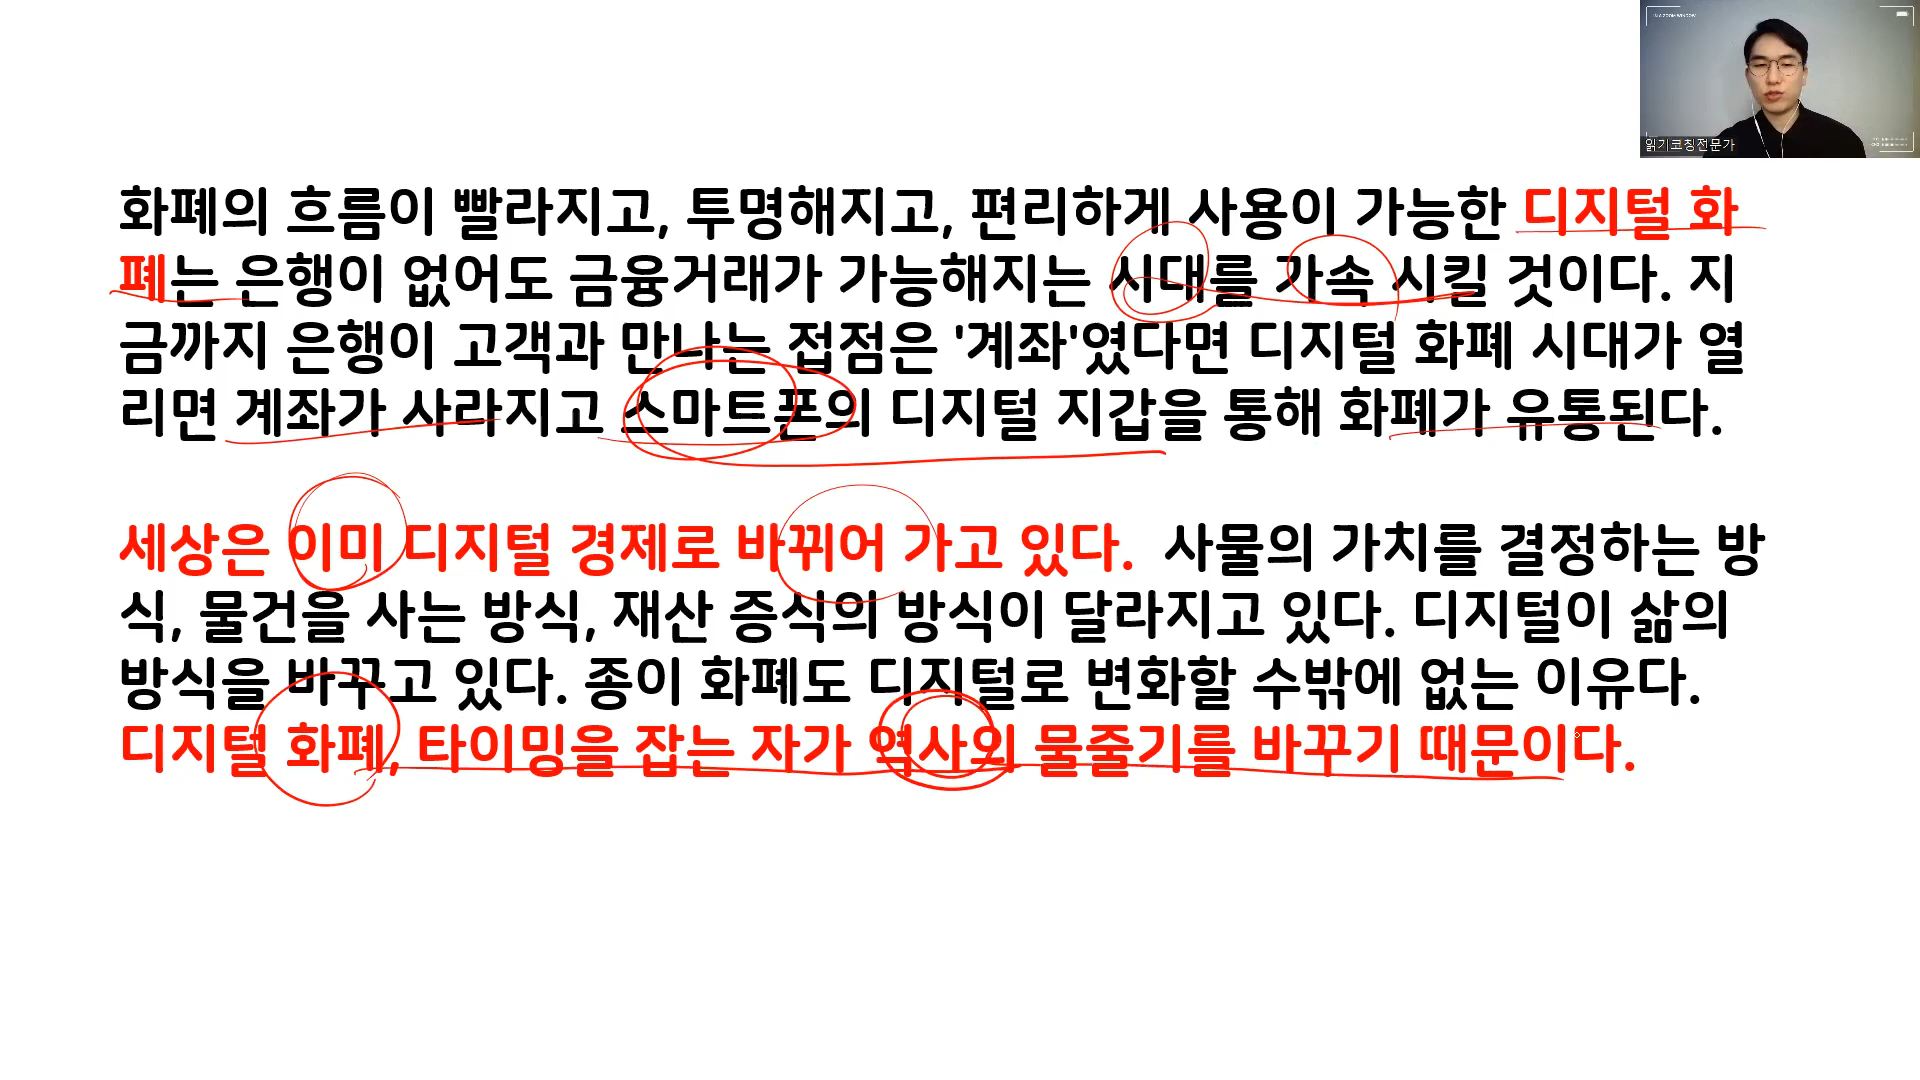 IN A ZOOM WINDOW
읽기코칭전문가
화폐의 흐름이 빨라지고, 투명해지고, 편리하게 사용이 가능한 디지털 화
폐는 은행이 없어도 금융거래가 가능해지는 시대를 가속 시킬 것이다. 지
금까지 은행이 고객과 만나는 접점은 '계좌'였다면 디지털 화폐 시대가 열
리면 계좌가 사라지고 스마트폰의 디지털 지갑을 통해 화폐가 유통된다.
세상은 이미 디지털 경제로 바뀌어 가고 있다. 사물의 가치를 결정하는 방
식, 물건을 사는 방식, 재산 증식의 방식이 달라지고 있다. 디지털이 삶의
방식을 바꾸고 있다. 종이 화폐도 디지털로 변화할 수밖에 없는 이유다.
디지털 화폐, 타이밍을 잡는 자가 역사의 물줄기를 바꾸기 때문이다.